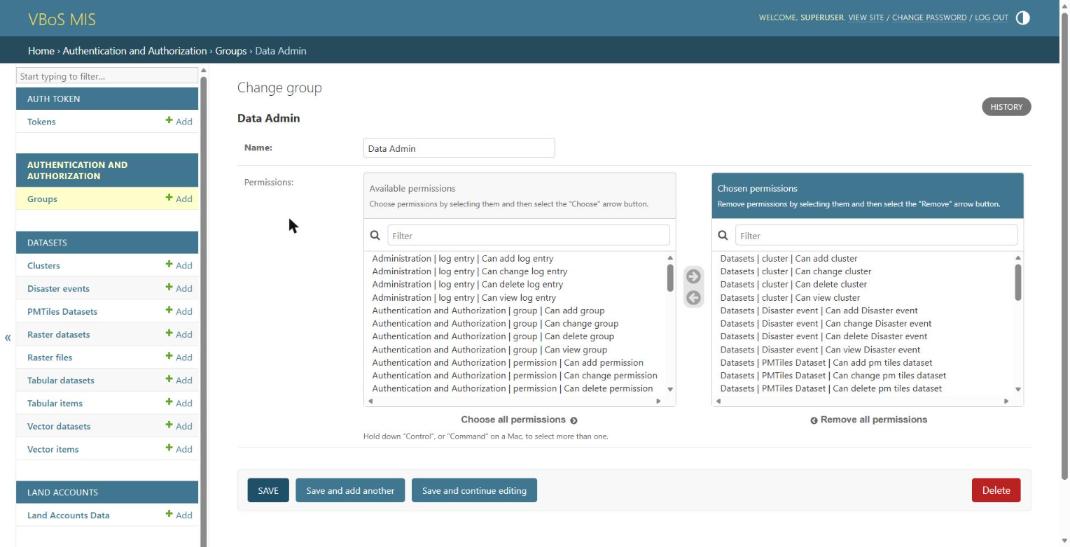 VBoS MIS
WELCOME, SUPERUSER. VIEW SITE / CHANGE PASSWORD / LOG OUT
Home › Authentication and Authorization › Groups › Data Admin
Start typing to filter...
AUTH TOKEN
Tokens + Add
AUTHENTICATION AND
AUTHORIZATION
Groups + Add
DATASETS
Clusters + Add
Disaster events + Add
PMTiles Datasets + Add
Raster datasets + Add
Raster files + Add
Tabular datasets + Add
Tabular items + Add
Vector datasets + Add
Vector items + Add
LAND ACCOUNTS
Land Accounts Data + Add
«
Change group
HISTORY
Data Admin
Name: Data Admin
Permissions:
Available permissions
Choose permissions by selecting them and then select the "Choose" arrow button.
Filter
Administration | log entry | Can add log entry
Administration | log entry | Can change log entry
Administration | log entry | Can delete log entry
Administration | log entry | Can view log entry
Authentication and Authorization | group | Can add group
Authentication and Authorization | group | Can change group
Authentication and Authorization | group | Can delete group
Authentication and Authorization | group | Can view group
Authentication and Authorization | permission | Can add permission
Authentication and Authorization | permission | Can change permission
Authentication and Authorization | permission | Can delete permission
Choose all permissions
Hold down "Control", or "Command" on a Mac, to select more than one.
Chosen permissions
Remove permissions by selecting them and then select the "Remove" arrow button.
Filter
Datasets | cluster | Can add cluster
Datasets | cluster | Can change cluster
Datasets | cluster | Can delete cluster
Datasets | cluster | Can view cluster
Datasets | Disaster event | Can add Disaster event
Datasets | Disaster event | Can change Disaster event
Datasets | Disaster event | Can delete Disaster event
Datasets | Disaster event | Can view Disaster event
Datasets | PMTiles Dataset | Can add pm tiles dataset
Datasets | PMTiles Dataset | Can change pm tiles dataset
Datasets | PMTiles Dataset | Can delete pm tiles dataset
Remove all permissions
SAVE
Save and add another
Save and continue editing
Delete